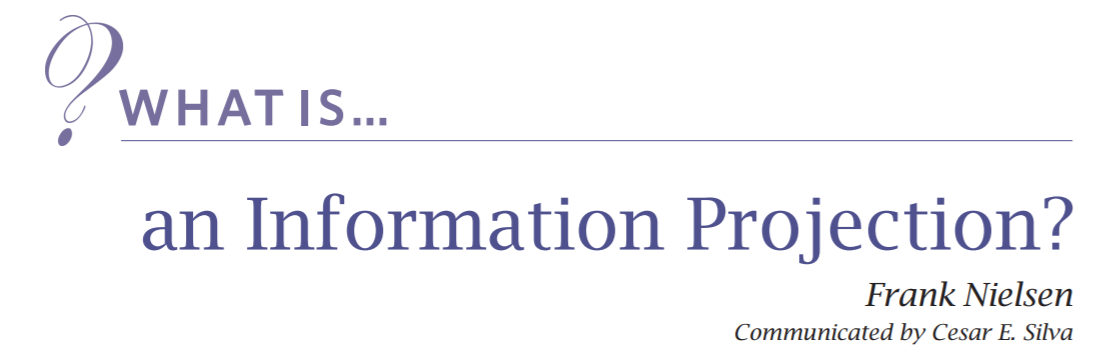 ? WHAT IS...
an Information Projection?
Frank Nielsen
Communicated by Cesar E. Silva